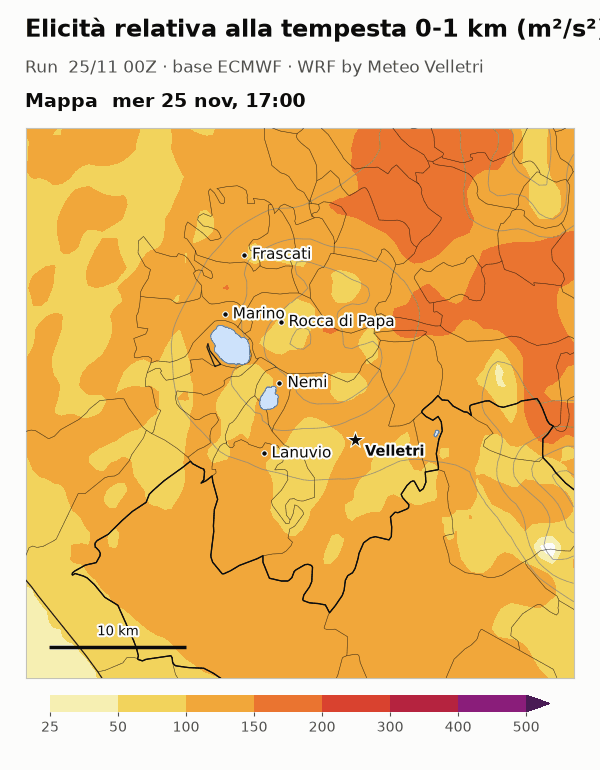 Elicità relativa alla tempesta 0-1 km (m²/s²)
Run  25/11 00Z · base ECMWF · WRF by Meteo Velletri
Mappa  mer 25 nov, 17:00
Frascati
Marino
Rocca di Papa
Nemi
Velletri
Lanuvio
10 km
25 50 100 150 200 300 400 500